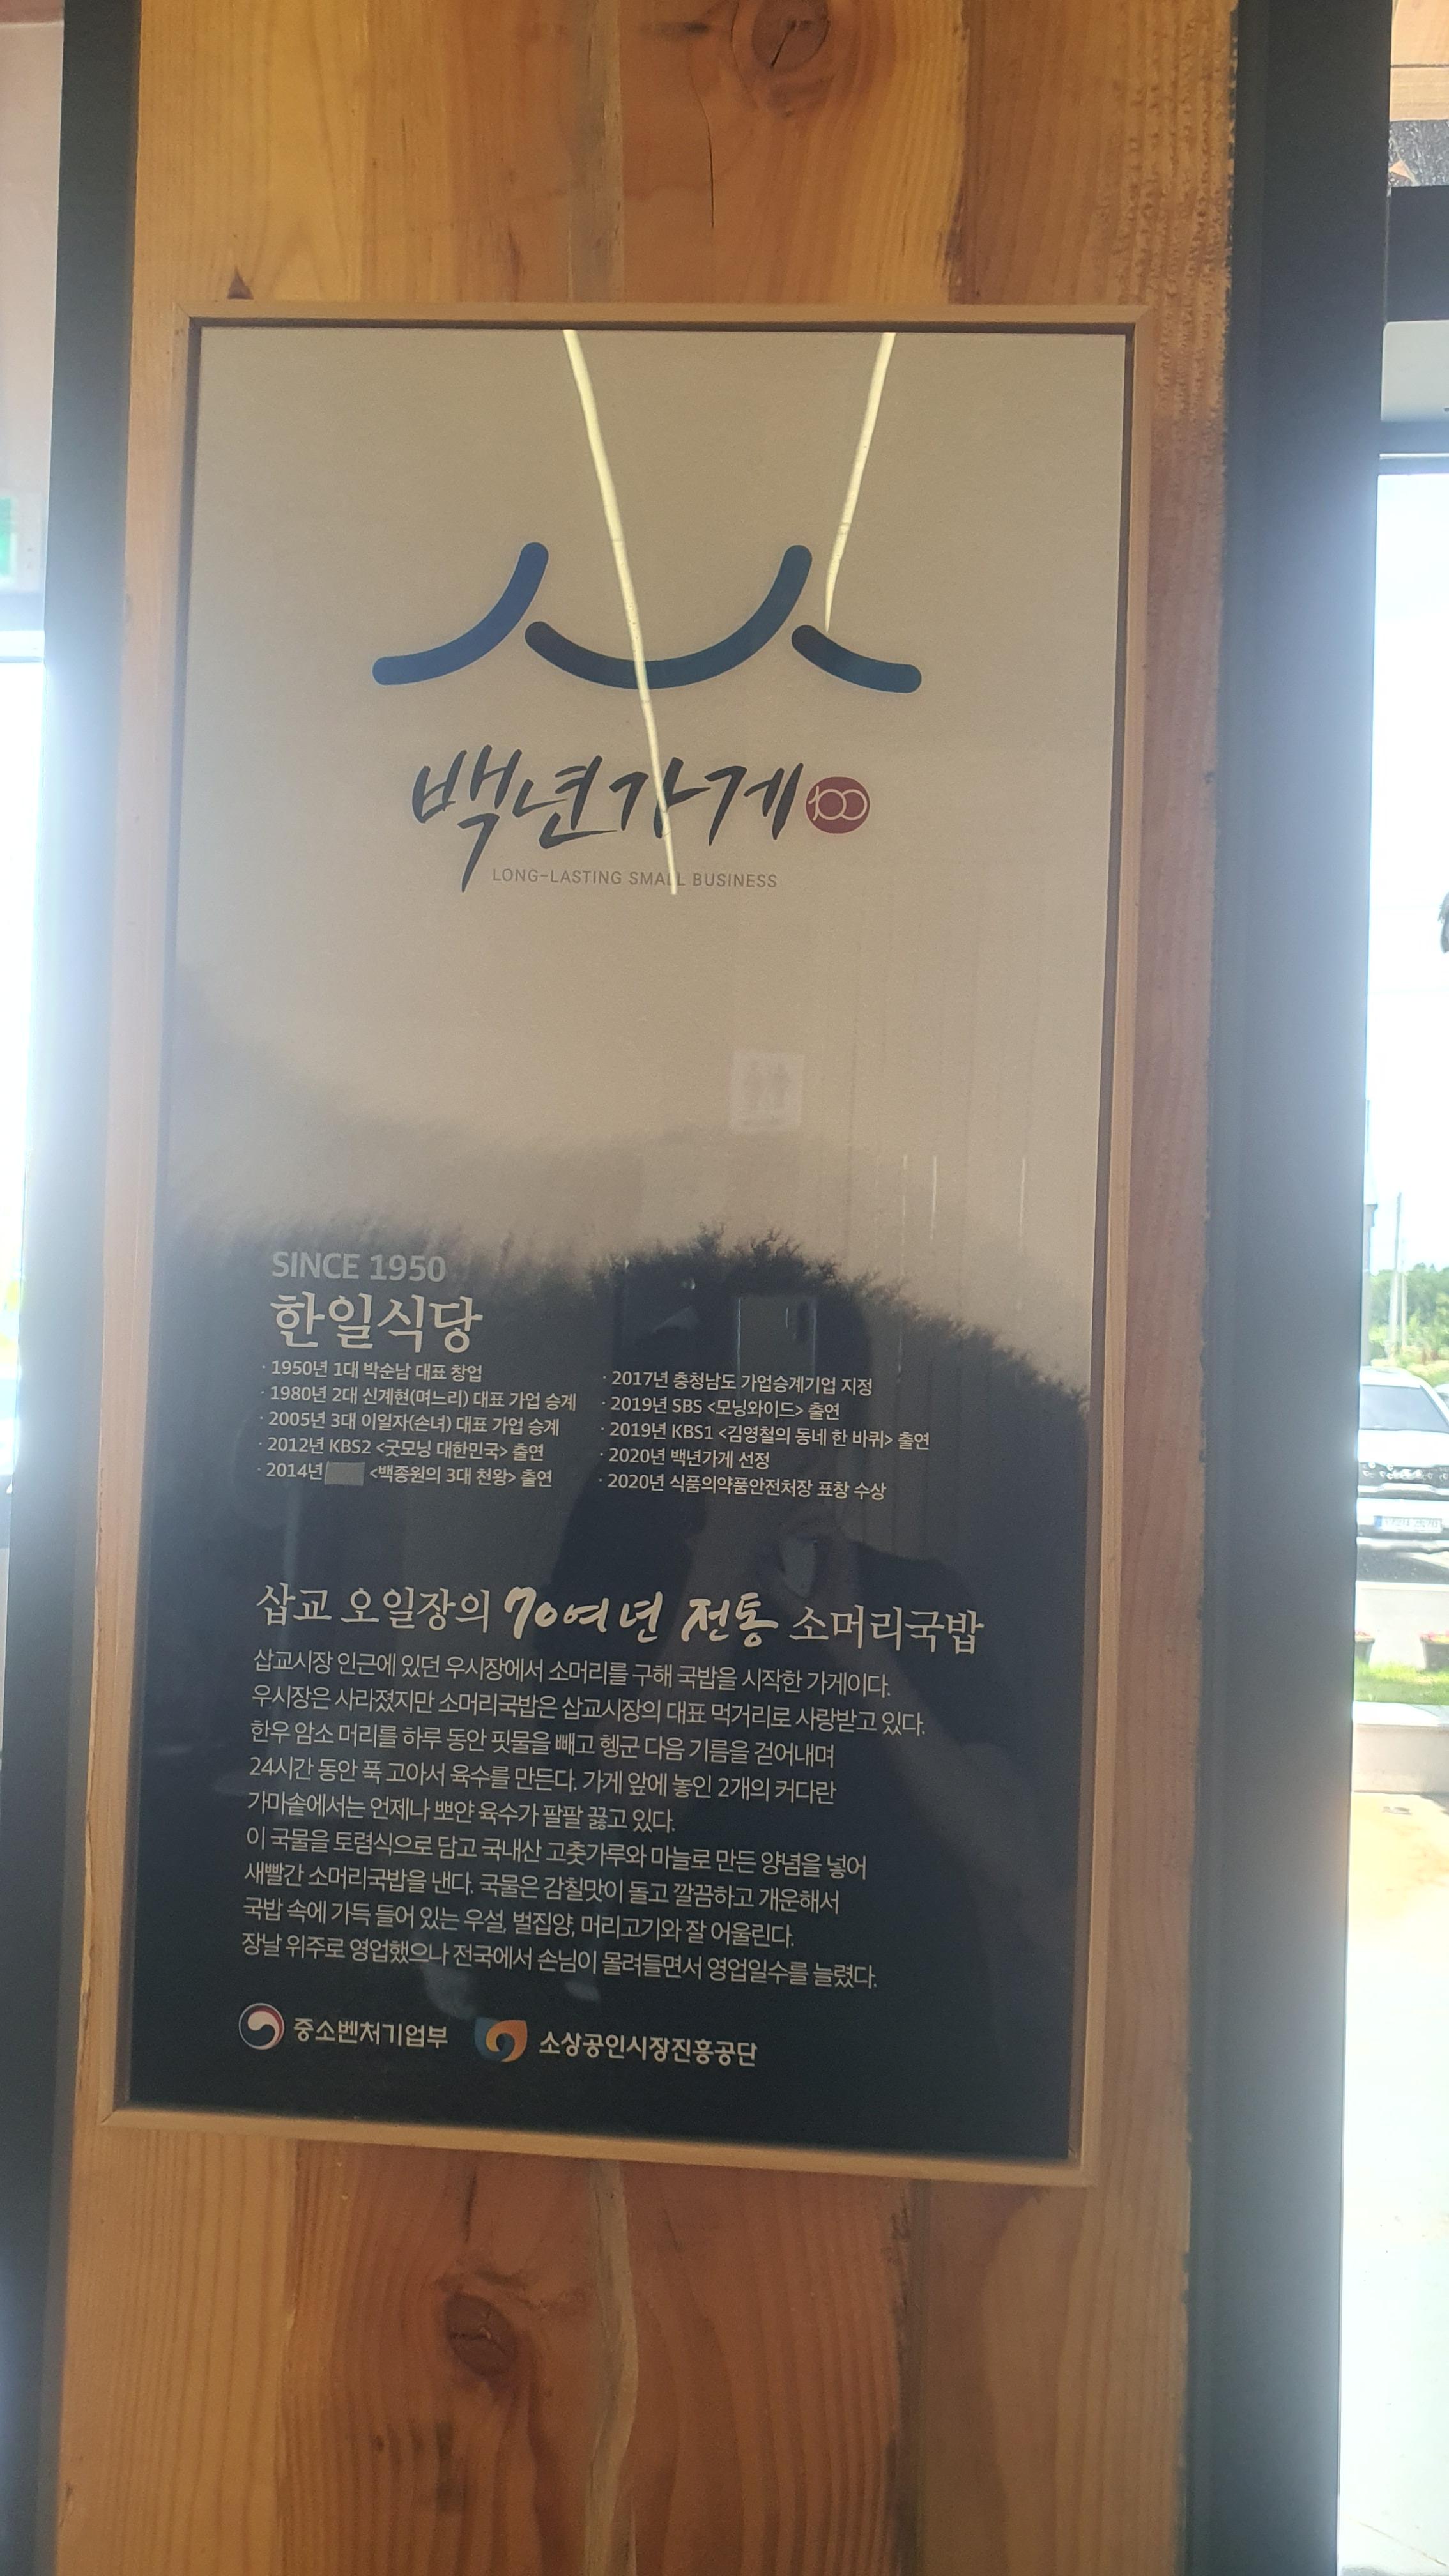 백년가게 100
LONG-LASTING SMALL BUSINESS
SINCE 1950
한일식당
· 1950년 1대 박순남 대표 창업
· 1980년 2대 신계현(며느리) 대표 가업 승계
· 2005년 3대 이일자(손녀) 대표 가업 승계
· 2012년 KBS2 <굿모닝 대한민국> 출연
· 2014년 <백종원의 3대 천왕> 출연
· 2017년 충청남도 가업승계기업 지정
· 2019년 SBS <모닝와이드> 출연
· 2019년 KBS1 <김영철의 동네 한 바퀴> 출연
· 2020년 백년가게 선정
· 2020년 식품의약품안전처장 표창 수상
삽교 오일장의 70여 년 전통 소머리국밥
삽교시장 인근에 있던 우시장에서 소머리를 구해 국밥을 시작한 가게이다.
우시장은 사라졌지만 소머리국밥은 삽교시장의 대표 먹거리로 사랑받고 있다.
한우 암소 머리를 하루 동안 핏물을 빼고 헹군 다음 기름을 걷어내며
24시간 동안 푹 고아서 육수를 만든다. 가게 앞에 놓인 2개의 커다란
가마솥에서는 언제나 뽀얀 육수가 팔팔 끓고 있다.
이 국물을 토렴식으로 담고 국내산 고춧가루와 마늘로 만든 양념을 넣어
새빨간 소머리국밥을 낸다. 국물은 감칠맛이 돌고 깔끔하고 개운해서
국밥 속에 가득 들어 있는 우설, 벌집양, 머리고기와 잘 어울린다.
장날 위주로 영업했으나 전국에서 손님이 몰려들면서 영업일수를 늘렸다.
중소벤처기업부 소상공인시장진흥공단